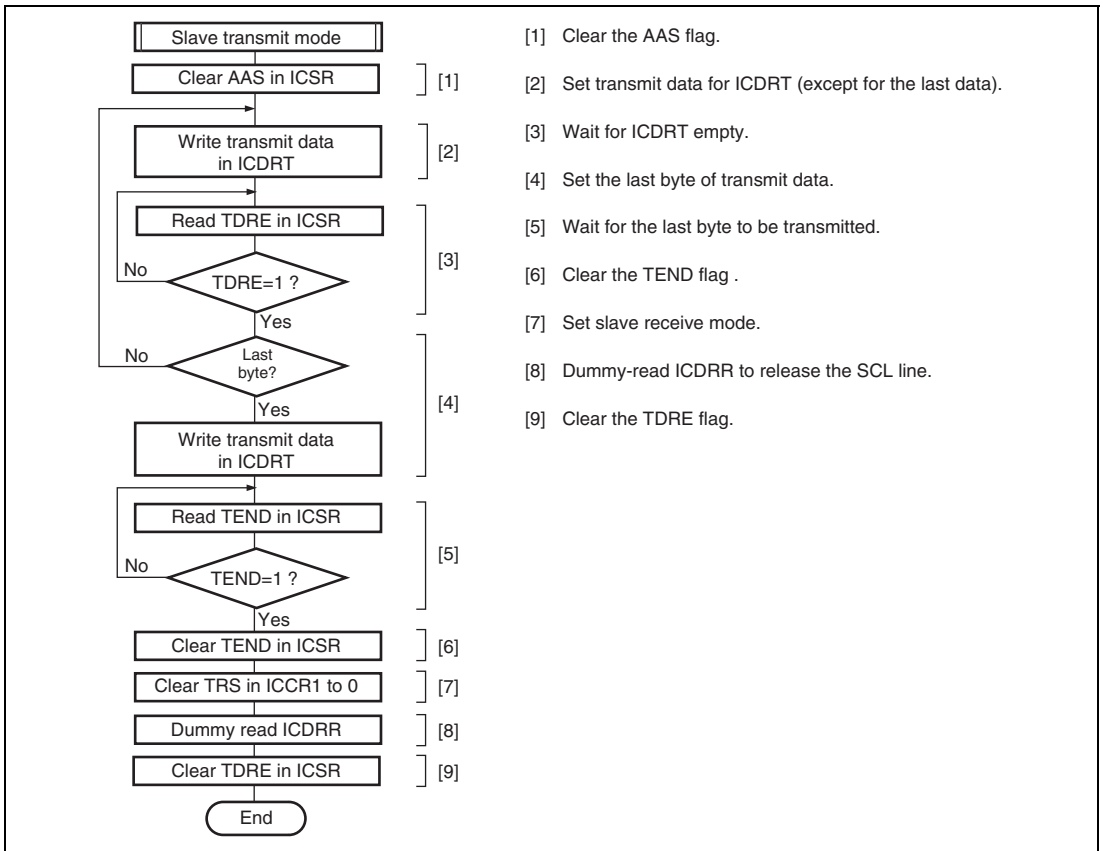 Slave transmit mode
Clear AAS in ICSR
[1]
Write transmit data
in ICDRT
[2]
Read TDRE in ICSR
[3]
No
TDRE=1 ?
Yes
No
Last
byte?
[4]
Yes
Write transmit data
in ICDRT
Read TEND in ICSR
[5]
No
TEND=1 ?
Yes
Clear TEND in ICSR
[6]
Clear TRS in ICCR1 to 0
[7]
Dummy read ICDRR
[8]
Clear TDRE in ICSR
[9]
End
[1] Clear the AAS flag.
[2] Set transmit data for ICDRT (except for the last data).
[3] Wait for ICDRT empty.
[4] Set the last byte of transmit data.
[5] Wait for the last byte to be transmitted.
[6] Clear the TEND flag .
[7] Set slave receive mode.
[8] Dummy-read ICDRR to release the SCL line.
[9] Clear the TDRE flag.